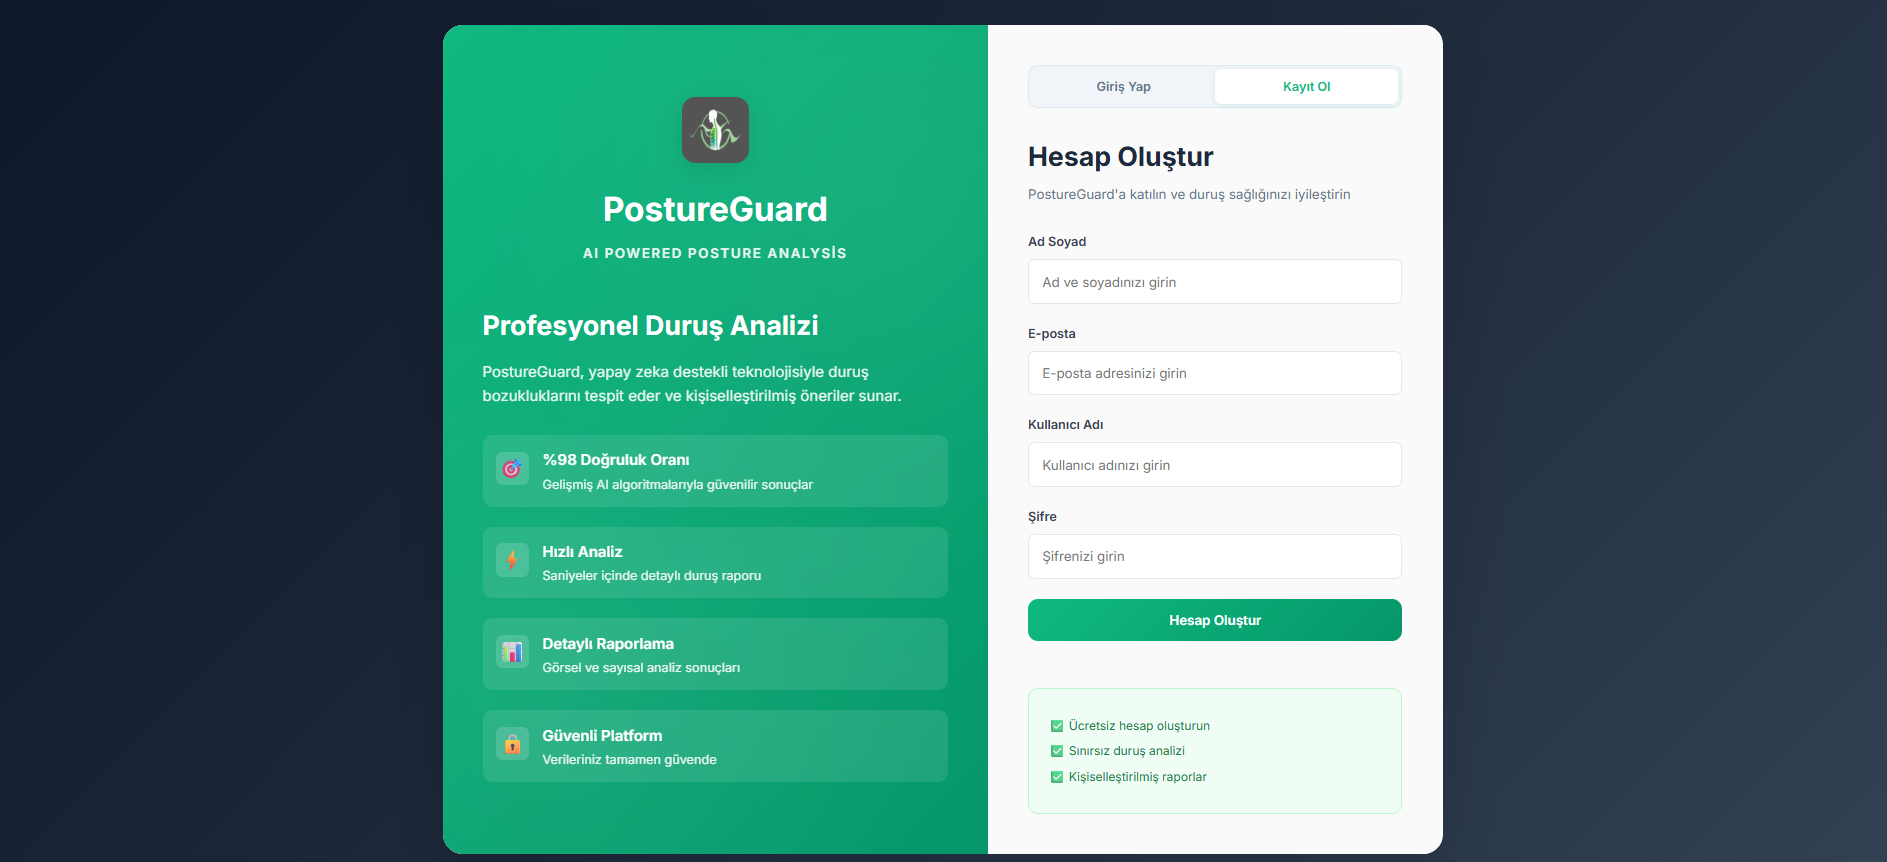 PostureGuard
AI POWERED POSTURE ANALYSİS
Profesyonel Duruş Analizi
PostureGuard, yapay zeka destekli teknolojisiyle duruş
bozukluklarını tespit eder ve kişiselleştirilmiş öneriler sunar.
%98 Doğruluk Oranı
Gelişmiş AI algoritmalarıyla güvenilir sonuçlar
Hızlı Analiz
Saniyeler içinde detaylı duruş raporu
Detaylı Raporlama
Görsel ve sayısal analiz sonuçları
Güvenli Platform
Verileriniz tamamen güvende
Giriş Yap
Kayıt Ol
Hesap Oluştur
PostureGuard'a katılın ve duruş sağlığınızı iyileştirin
Ad Soyad
Ad ve soyadınızı girin
E-posta
E-posta adresinizi girin
Kullanıcı Adı
Kullanıcı adınızı girin
Şifre
Şifrenizi girin
Hesap Oluştur
Ücretsiz hesap oluşturun
Sınırsız duruş analizi
Kişiselleştirilmiş raporlar